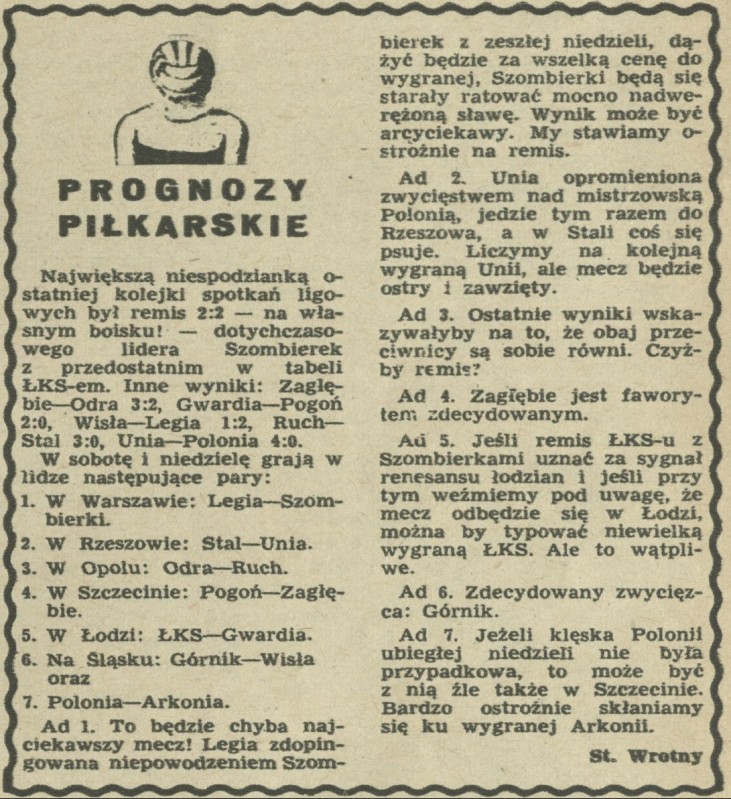 PROGNOZY
PIŁKARSKIE
Największą niespodzianką o-
statniej kolejki spotkań ligo-
wych był remis 2:2 — na wła-
snym boisku! — dotychczaso-
wego lidera Szombierek
z przedostatnim w tabeli
ŁKS-em. Inne wyniki: Zagłę-
bie—Odra 3:2, Gwardia—Pogoń
2:0, Wisła—Legia 1:2, Ruch—
Stal 3:0, Unia—Polonia 4:0.
W sobotę i niedzielę grają w
lidze następujące pary:
1. W Warszawie: Legia—Szom-
bierki.
2. W Rzeszowie: Stal—Unia.
3. W Opolu: Odra—Ruch.
4. W Szczecinie: Pogoń—Zagłę-
bie.
5. W Łodzi: ŁKS—Gwardia.
6. Na Śląsku: Górnik—Wisła
oraz
7. Polonia—Arkonia.
Ad 1. To będzie chyba naj-
ciekawszy mecz! Legia zdopin-
gowana niepowodzeniem Szom-
bierek z zeszłej niedzieli, dą-
żyć będzie za wszelką cenę do
wygranej, Szombierki będą się
starały ratować mocno nadwe-
rężoną sławę. Wynik może być
arcyciekawy. My stawiamy o-
strożnie na remis.
Ad 2. Unia opromieniona
zwycięstwem nad mistrzowską
Polonią, jedzie tym razem do
Rzeszowa, a w Stali coś się
psuje. Liczymy na kolejną
wygraną Unii, ale mecz będzie
ostry i zawzięty.
Ad 3. Ostatnie wyniki wska-
zywałyby na to, że obaj prze-
ciwnicy są sobie równi. Czyż-
by remis?
Ad 4. Zagłębie jest fawory-
tem zdecydowanym.
Ad 5. Jeśli remis ŁKS-u z
Szombierkami uznać za sygnał
renesansu łodzian i jeśli przy
tym weźmiemy pod uwagę, że
mecz odbędzie się w Łodzi,
można by typować niewielką
wygraną ŁKS. Ale to wątpli-
we.
Ad 6. Zdecydowany zwycięz-
ca: Górnik.
Ad 7. Jeżeli klęska Polonii
ubiegłej niedzieli nie była
przypadkowa, to może być
z nią źle także w Szczecinie.
Bardzo ostrożnie skłaniamy
się ku wygranej Arkonii.
St. Wrotny